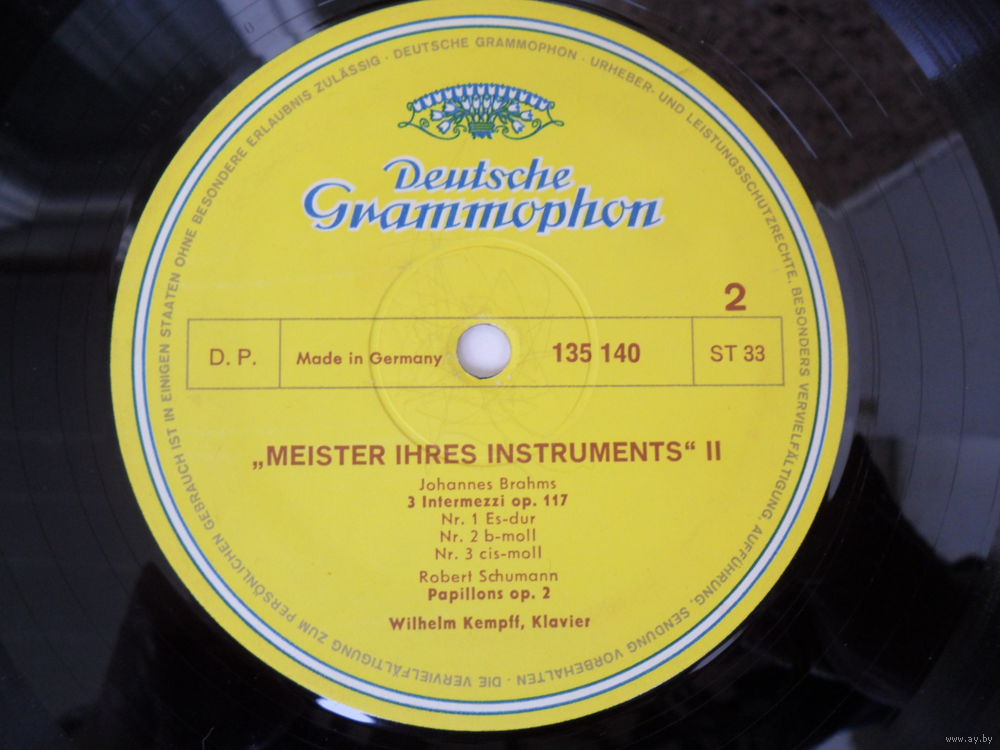 DEUTSCHE GRAMMOPHON · URHEBER- UND LEISTUNGSSCHUTZRECHTE, BESONDERS VERVIELFÄLTIGUNG, AUFFÜHRUNG, SENDUNG VORBEHALTEN · DIE VERVIELFÄLTIGUNG ZUM PERSÖNLICHEN GEBRAUCH IST IN EINIGEN STAATEN OHNE BESONDERE ERLAUBNIS ZULÄSSIG ·
Deutsche
Grammophon
2
D. P. Made in Germany 135 140 ST 33
„MEISTER IHRES INSTRUMENTS“ II
Johannes Brahms
3 Intermezzi op. 117
Nr. 1 Es-dur
Nr. 2 b-moll
Nr. 3 cis-moll
Robert Schumann
Papillons op. 2
Wilhelm Kempff, Klavier
www.ay.by